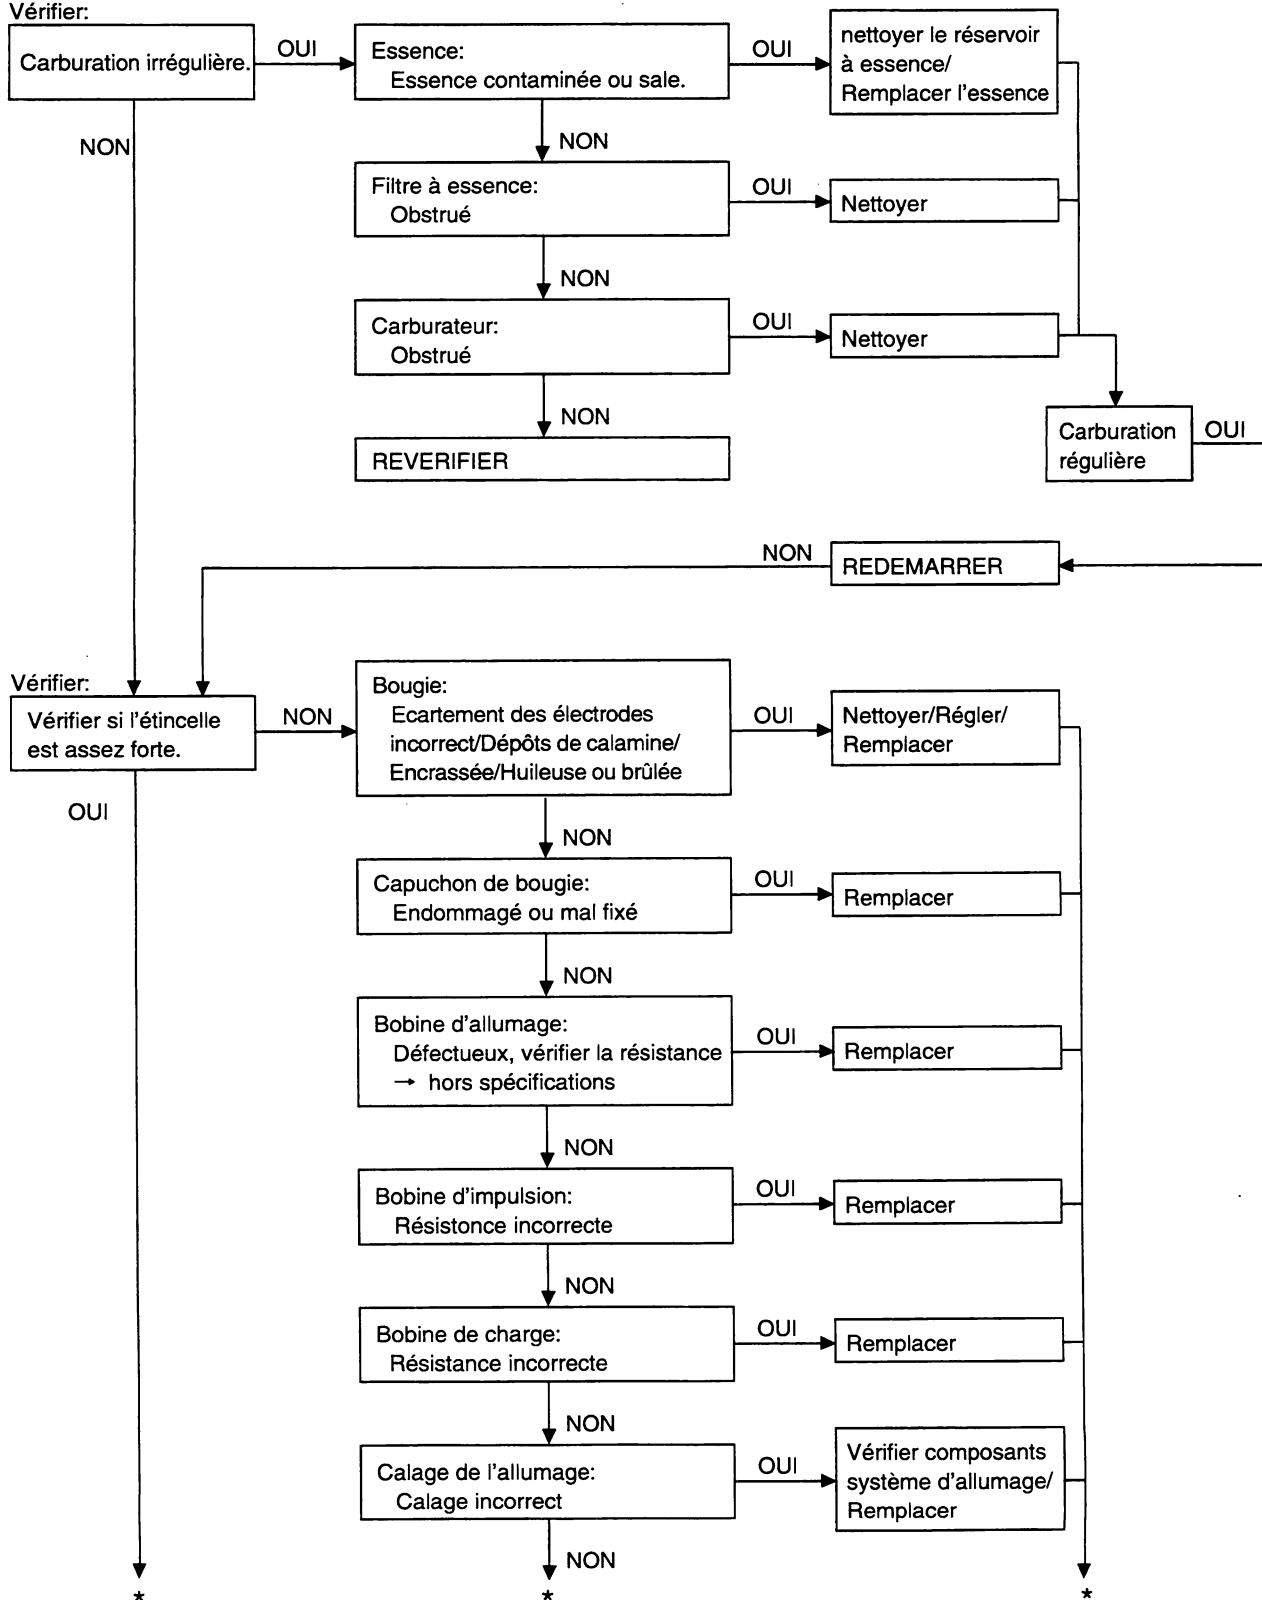 Vérifier:
Carburation irrégulière.
OUI
Essence:
Essence contaminée ou sale.
OUI
nettoyer le réservoir
à essence/
Remplacer l'essence
NON
NON
Filtre à essence:
Obstrué
OUI
Nettoyer
NON
Carburateur:
Obstrué
OUI
Nettoyer
NON
REVERIFIER
Carburation
régulière
OUI
REDEMARRER
NON
Vérifier:
Vérifier si l'étincelle
est assez forte.
NON
Bougie:
Ecartement des électrodes
incorrect/Dépôts de calamine/
Encrassée/Huileuse ou brûlée
OUI
Nettoyer/Régler/
Remplacer
OUI
NON
Capuchon de bougie:
Endommagé ou mal fixé
OUI
Remplacer
NON
Bobine d'allumage:
Défectueux, vérifier la résistance
→ hors spécifications
OUI
Remplacer
NON
Bobine d'impulsion:
Résistonce incorrecte
OUI
Remplacer
NON
Bobine de charge:
Résistance incorrecte
OUI
Remplacer
NON
Calage de l'allumage:
Calage incorrect
OUI
Vérifier composants
système d'allumage/
Remplacer
NON
* * *